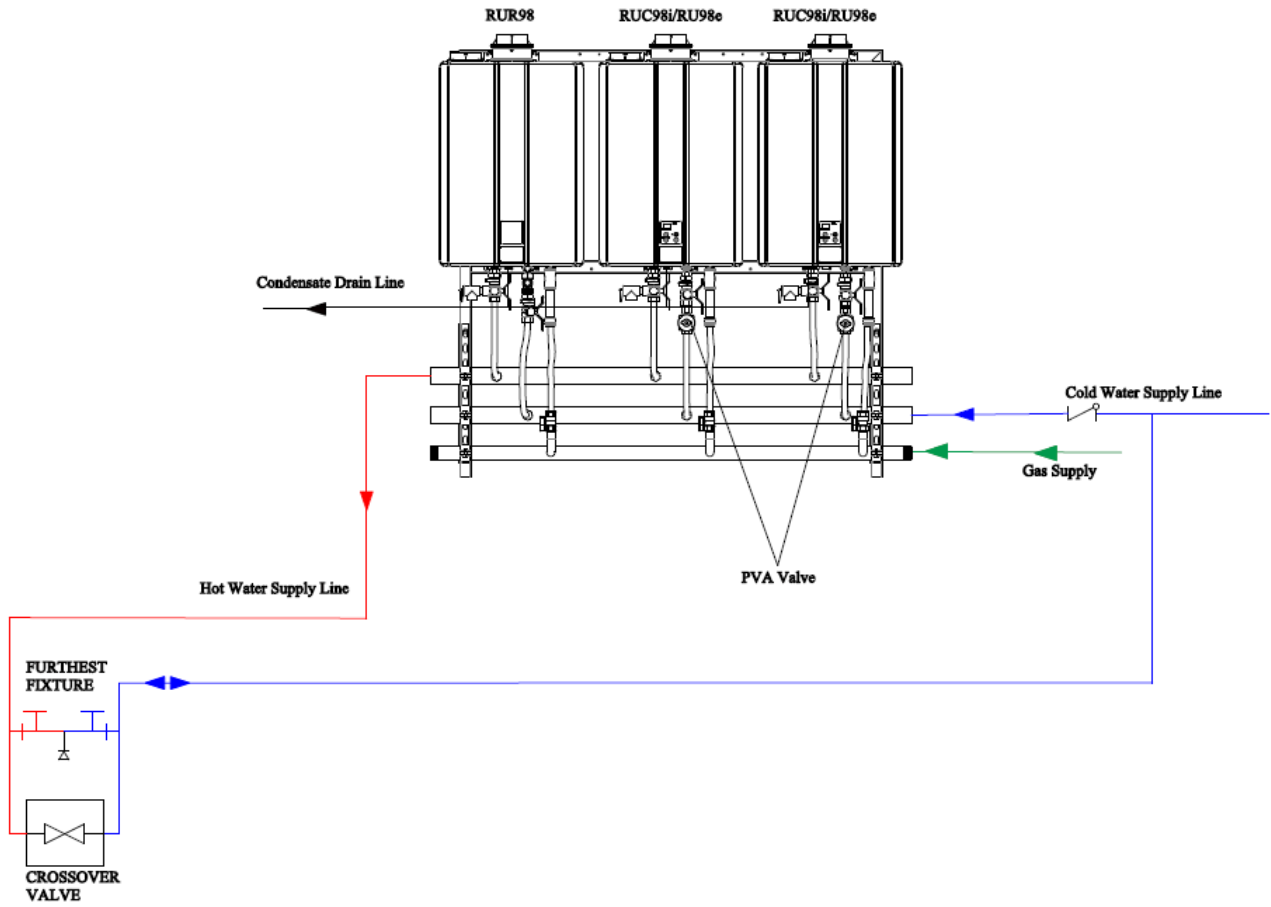 RUR98
RUC98i/RU98e
RUC98i/RU98e
Condensate Drain Line
Cold Water Supply Line
Gas Supply
PVA Valve
Hot Water Supply Line
FURTHEST
FIXTURE
CROSSOVER
VALVE